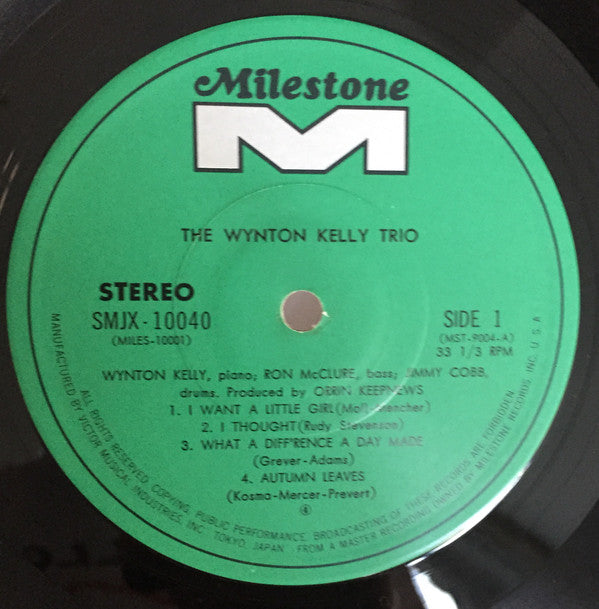 Milestone
M
THE WYNTON KELLY TRIO
STEREO
SMJX-10040
(MILES-10001)
SIDE 1
(MST-9004-A)
33 1/3 RPM
WYNTON KELLY, piano; RON McCLURE, bass; JIMMY COBB,
drums. Produced by ORRIN KEEPNEWS
1. I WANT A LITTLE GIRL(Moll-Mencher)
2. I THOUGHT(Rudy Stevenson)
3. WHAT A DIFF'RENCE A DAY MADE
(Grever-Adams)
4. AUTUMN LEAVES
(Kosma-Mercer-Prevert)
④
MANUFACTURED BY VICTOR MUSICAL INDUSTRIES, INC. TOKYO, JAPAN · FROM A MASTER RECORDING OWNED BY MILESTONE RECORDS INC, U.S.A
ALL RIGHTS RESERVED. COPYING, PUBLIC PERFORMANCE, BROADCASTING OF THESE RECORDS ARE FORBIDDEN.